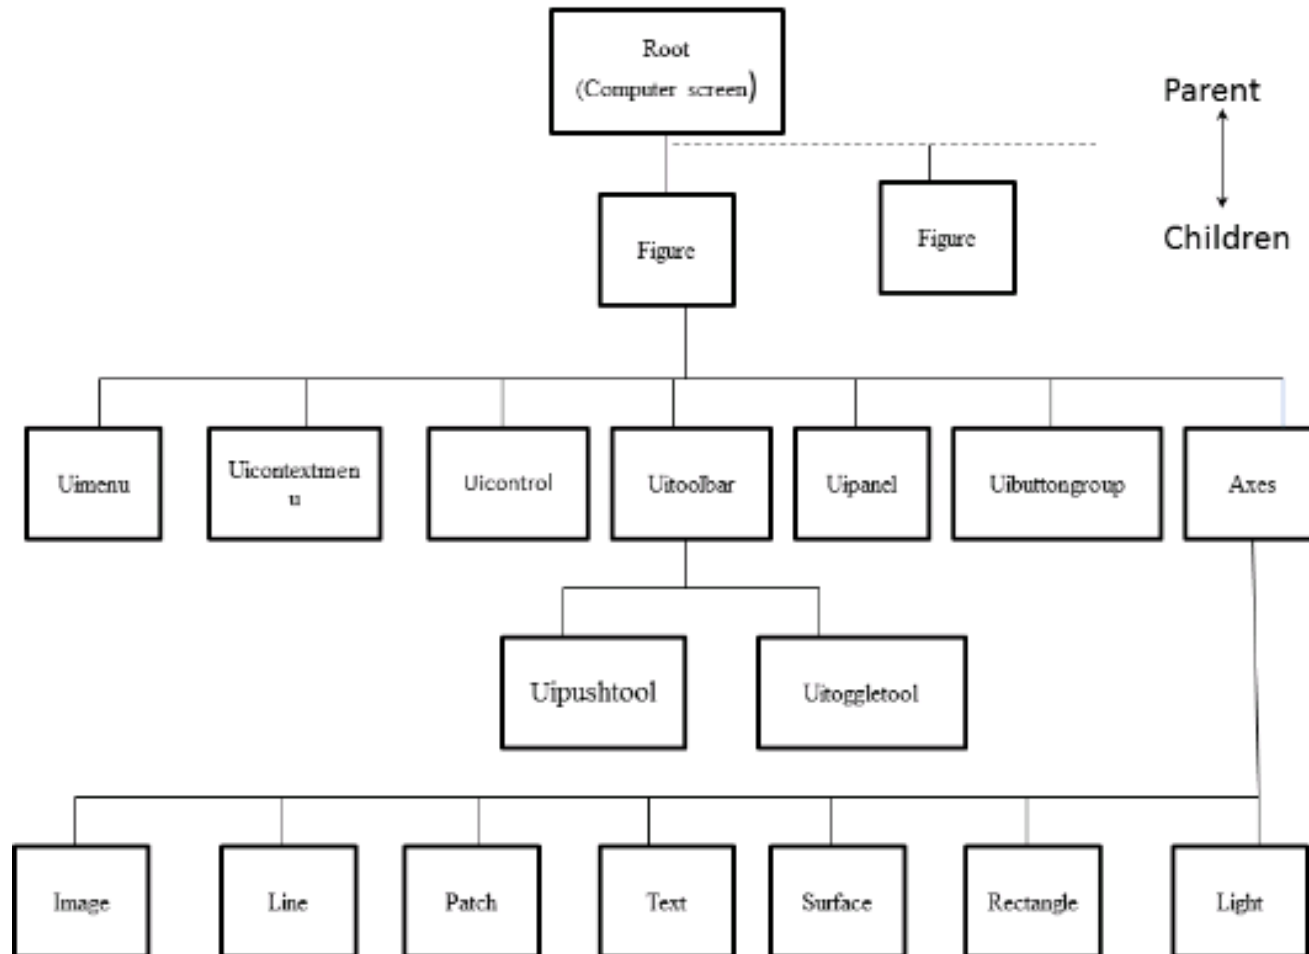 Root
(Computer screen)
Parent
Children
Figure
Figure
Uimenu
Uicontextmen
u
Uicontrol
Uitoolbar
Uipanel
Uibuttongroup
Axes
Uipushtool
Uitoggletool
Image
Line
Patch
Text
Surface
Rectangle
Light